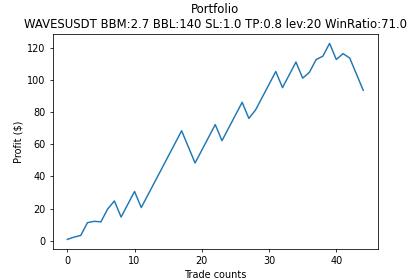 Portfolio
WAVESUSDT BBM:2.7 BBL:140 SL:1.0 TP:0.8 lev:20 WinRatio:71.0
120
100
80
60
40
20
0
Profit ($)
0 10 20 30 40
Trade counts